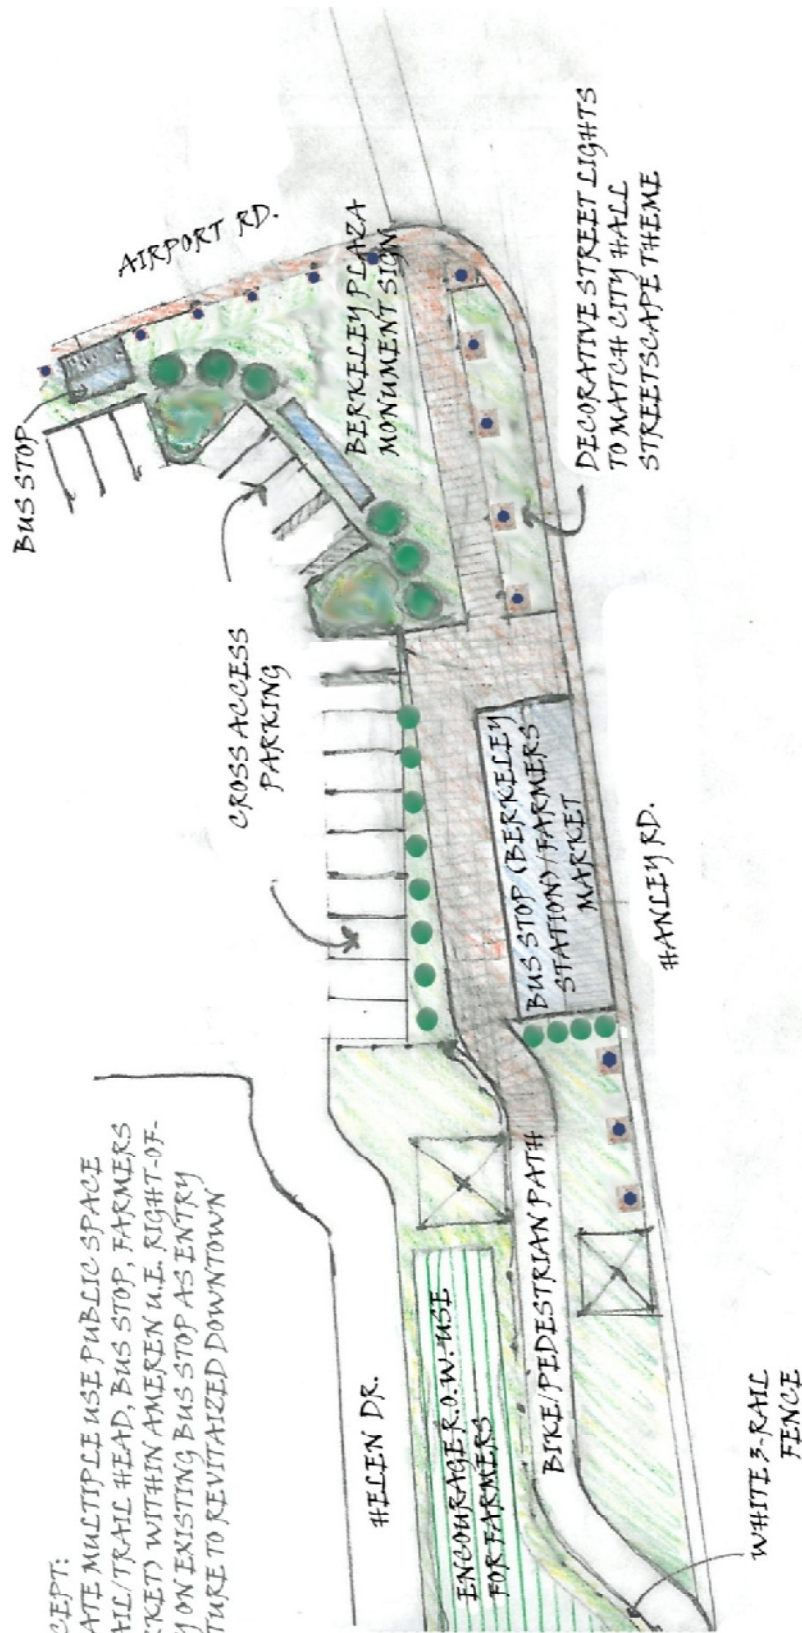 CEPT:
ATE MULTIPLE USE PUBLIC SPACE
AIL/TRAIL HEAD, BUS STOP, FARMERS
KET) WITHIN AMEREN U.E. RIGHT-OF-
Y ON EXISTING BUS STOP AS ENTRY
TURE TO REVITAIZED DOWNTOWN
BUS STOP
AIRPORT RD.
CROSS ACCESS
PARKING
BERKELEY PLAZA
MONUMENT SIGN
HELEN DR.
ENCOURAGE R.O.W. USE
FOR FARMERS
BIKE/PEDESTRIAN PATH
BUS STOP (BERKELEY
STATION)/FARMERS
MARKET
DECORATIVE STREET LIGHTS
TO MATCH CITY HALL
STREETSCAPE THEME
HANLEY RD.
WHITE 3-RAIL
FENCE